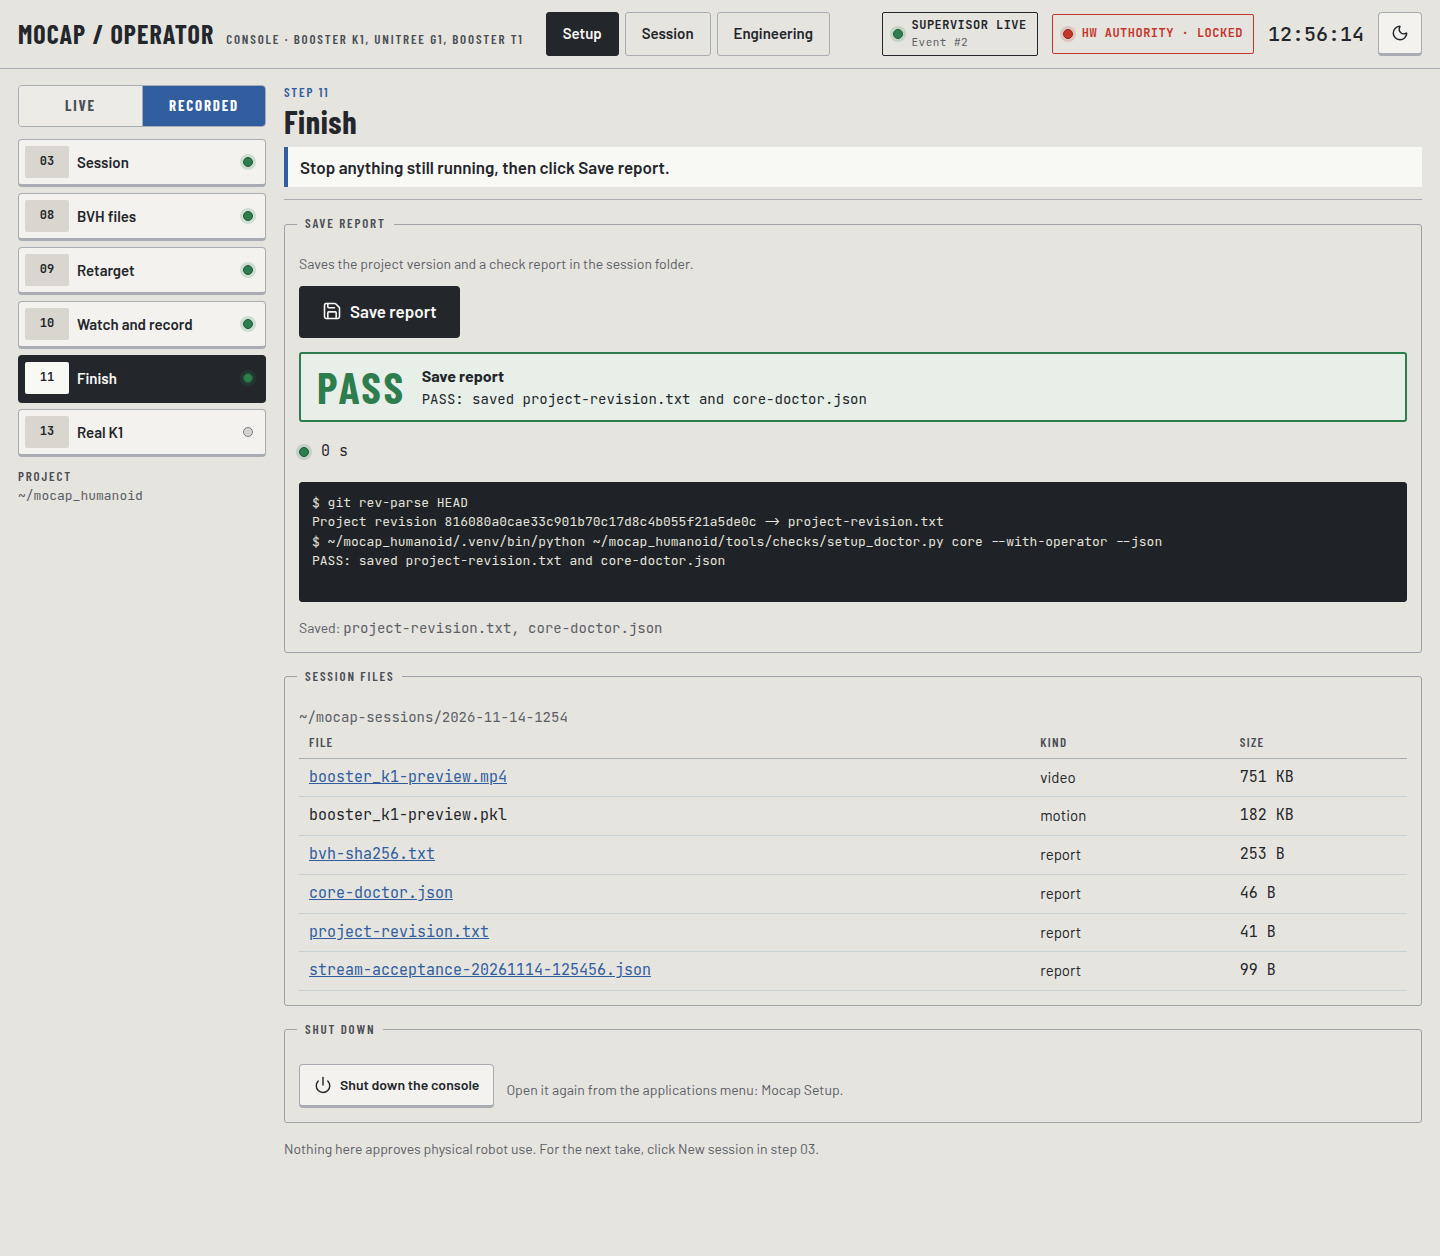 MOCAP / OPERATOR
CONSOLE · BOOSTER K1, UNITREE G1, BOOSTER T1
Setup
Session
Engineering
SUPERVISOR LIVE
Event #2
HW AUTHORITY · LOCKED
12:56:14
LIVE
RECORDED
03 Session
08 BVH files
09 Retarget
10 Watch and record
11 Finish
13 Real K1
PROJECT
~/mocap_humanoid
STEP 11
Finish
Stop anything still running, then click Save report.
SAVE REPORT
Saves the project version and a check report in the session folder.
Save report
PASS
Save report
PASS: saved project-revision.txt and core-doctor.json
0 s
$ git rev-parse HEAD
Project revision 816080a0cae33c901b70c17d8c4b055f21a5de0c → project-revision.txt
$ ~/mocap_humanoid/.venv/bin/python ~/mocap_humanoid/tools/checks/setup_doctor.py core --with-operator --json
PASS: saved project-revision.txt and core-doctor.json
Saved: project-revision.txt, core-doctor.json
SESSION FILES
~/mocap-sessions/2026-11-14-1254
FILE KIND SIZE
booster_k1-preview.mp4 video 751 KB
booster_k1-preview.pkl motion 182 KB
bvh-sha256.txt report 253 B
core-doctor.json report 46 B
project-revision.txt report 41 B
stream-acceptance-20261114-125456.json report 99 B
SHUT DOWN
Shut down the console
Open it again from the applications menu: Mocap Setup.
Nothing here approves physical robot use. For the next take, click New session in step 03.